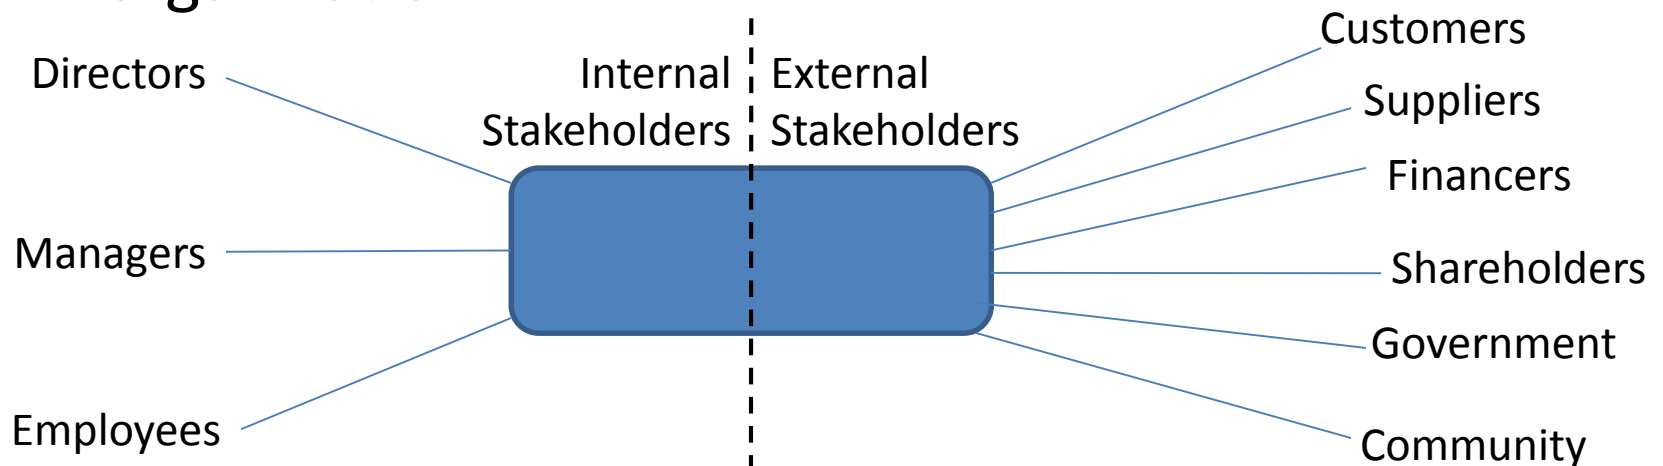 Directors
Internal
Stakeholders
External
Stakeholders
Customers
Suppliers
Financers
Managers
Shareholders
Government
Employees
Community